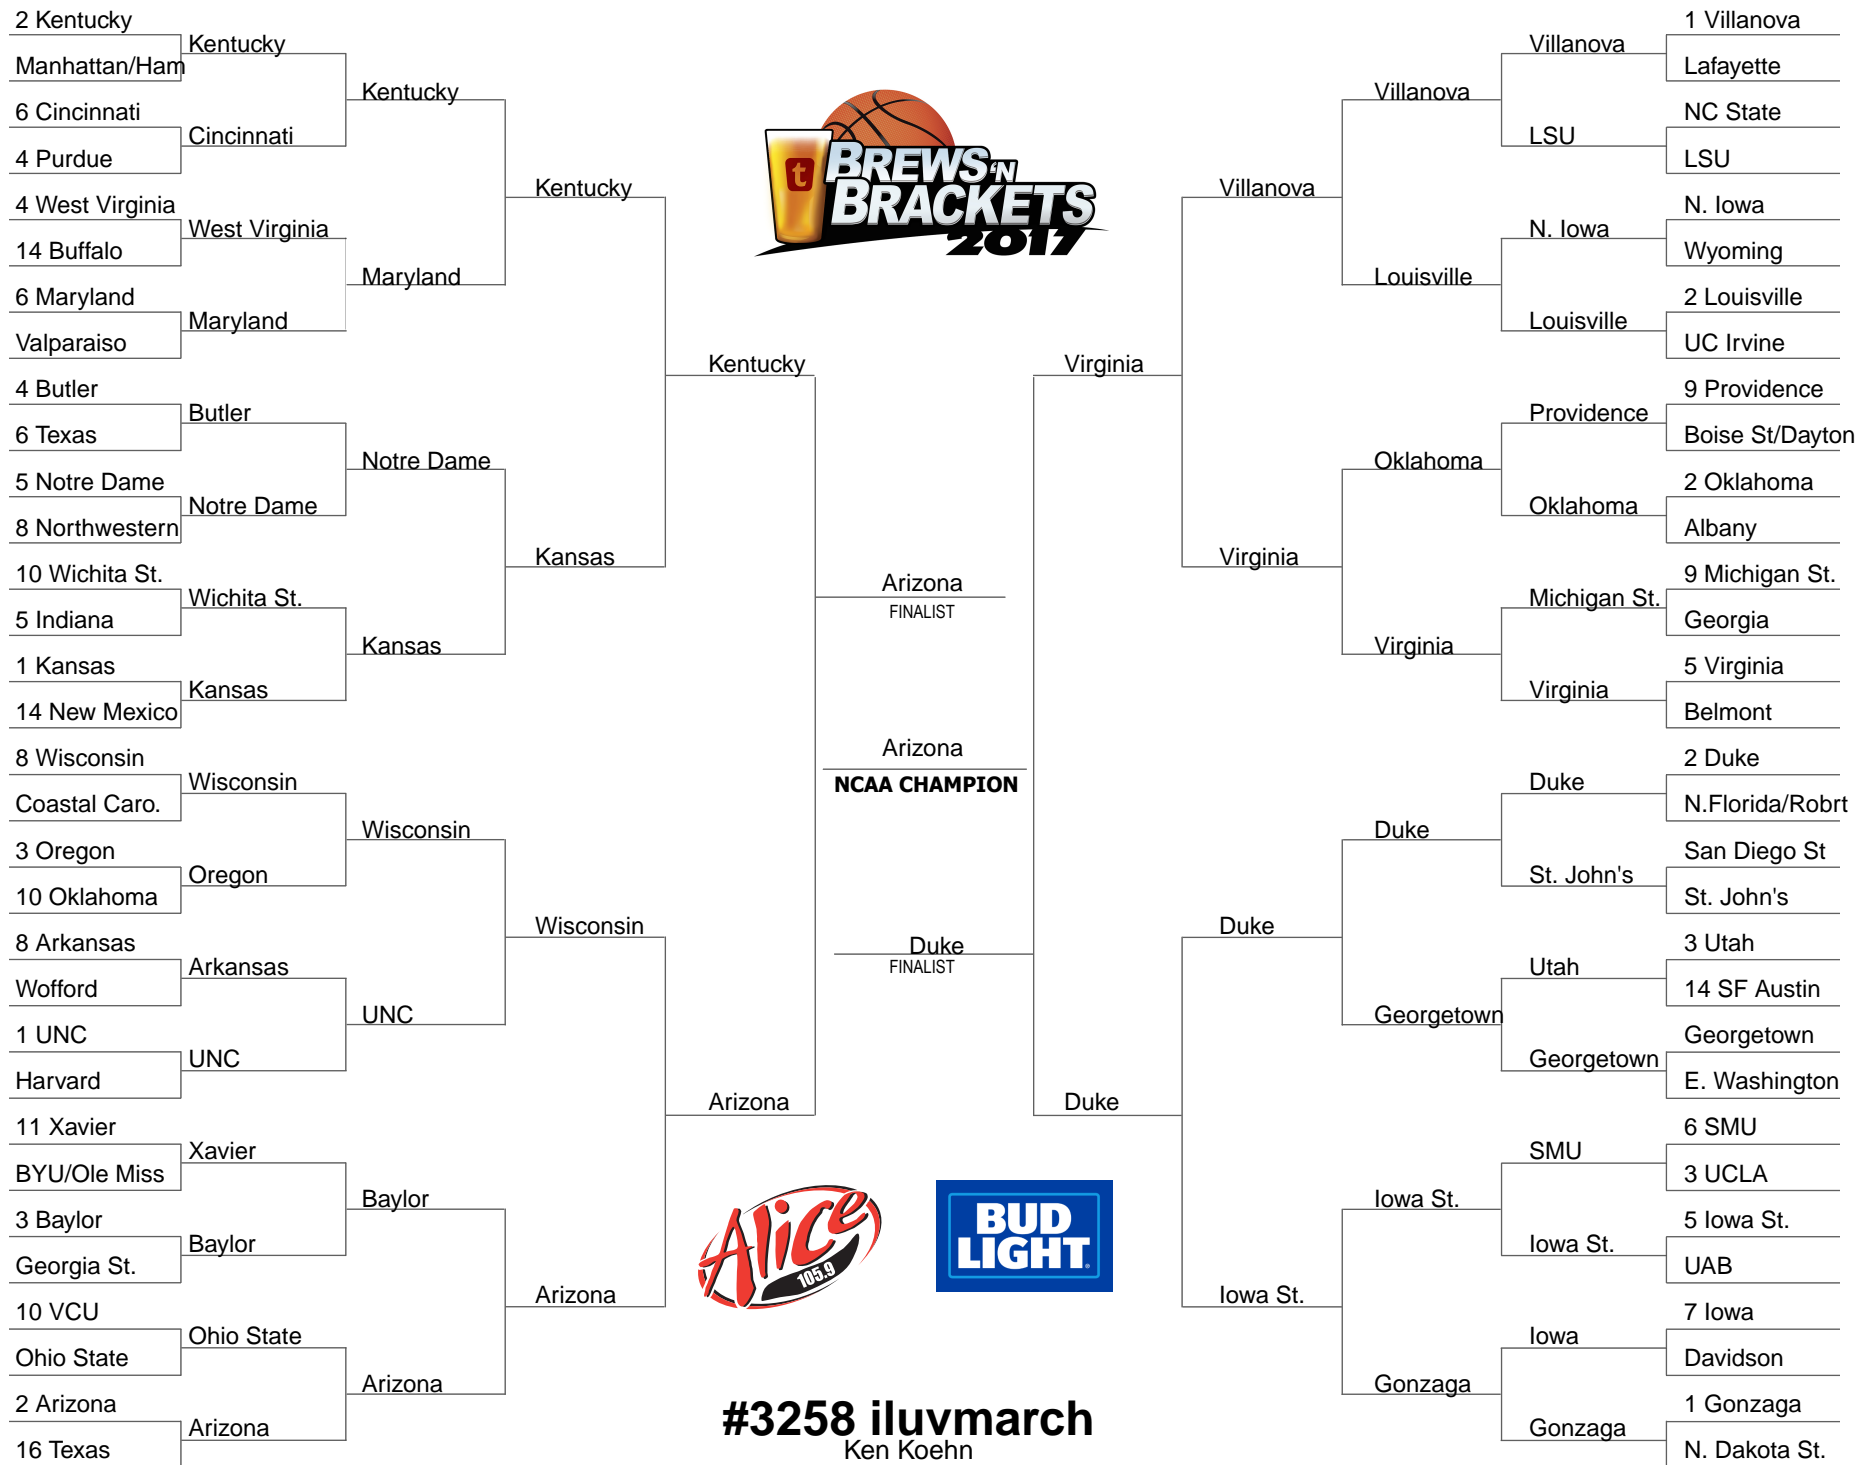 2 Kentucky
Manhattan/Ham
6 Cincinnati
4 Purdue
4 West Virginia
14 Buffalo
6 Maryland
Valparaiso
4 Butler
6 Texas
5 Notre Dame
8 Northwestern
10 Wichita St.
5 Indiana
1 Kansas
14 New Mexico
8 Wisconsin
Coastal Caro.
3 Oregon
10 Oklahoma
8 Arkansas
Wofford
1 UNC
Harvard
11 Xavier
BYU/Ole Miss
3 Baylor
Georgia St.
10 VCU
Ohio State
2 Arizona
16 Texas
Kentucky
Cincinnati
West Virginia
Maryland
Butler
Notre Dame
Wichita St.
Kansas
Wisconsin
Oregon
Arkansas
UNC
Xavier
Baylor
Ohio State
Arizona
Kentucky
Maryland
Notre Dame
Kansas
Wisconsin
UNC
Baylor
Arizona
Kentucky
Kansas
Wisconsin
Arizona
Kentucky
Arizona
t
BREWS 'N
BRACKETS
2017
Arizona
FINALIST
Arizona
NCAA CHAMPION
Duke
FINALIST
Alice
105.9
BUD
LIGHT.
#3258 iluvmarch
Ken Koehn
Virginia
Duke
Villanova
Virginia
Duke
Iowa St.
Villanova
Louisville
Oklahoma
Virginia
Duke
Georgetown
Iowa St.
Gonzaga
Villanova
LSU
N. Iowa
Louisville
Providence
Oklahoma
Michigan St.
Virginia
Duke
St. John's
Utah
Georgetown
SMU
Iowa St.
Iowa
Gonzaga
1 Villanova
Lafayette
NC State
LSU
N. Iowa
Wyoming
2 Louisville
UC Irvine
9 Providence
Boise St/Dayton
2 Oklahoma
Albany
9 Michigan St.
Georgia
5 Virginia
Belmont
2 Duke
N.Florida/Robrt
San Diego St
St. John's
3 Utah
14 SF Austin
Georgetown
E. Washington
6 SMU
3 UCLA
5 Iowa St.
UAB
7 Iowa
Davidson
1 Gonzaga
N. Dakota St.